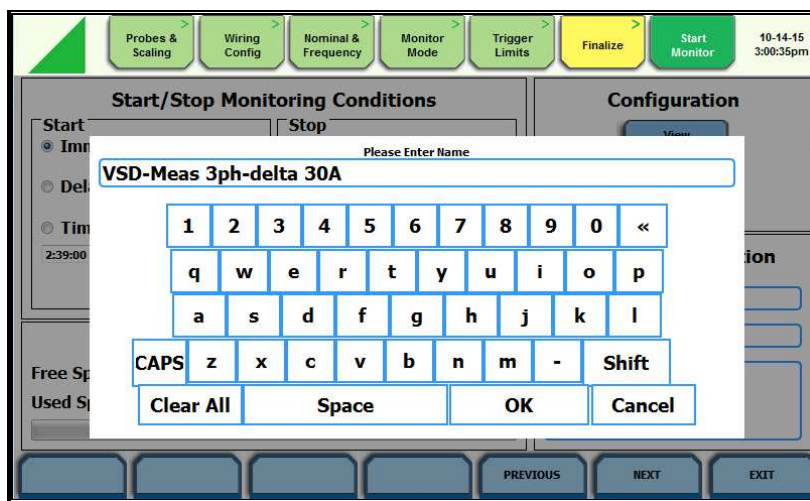 Probes & Scaling
Wiring Config
Nominal & Frequency
Monitor Mode
Trigger Limits
Finalize
Start Monitor
10-14-15
3:00:35pm
Start/Stop Monitoring Conditions
Configuration
Start
Stop
View
Please Enter Name
VSD-Meas 3ph-delta 30A
1 2 3 4 5 6 7 8 9 0 «
q w e r t y u i o p
a s d f g h j k l
CAPS z x c v b n m - Shift
Clear All Space OK Cancel
2:39:00
Free
Used
PREVIOUS NEXT EXIT